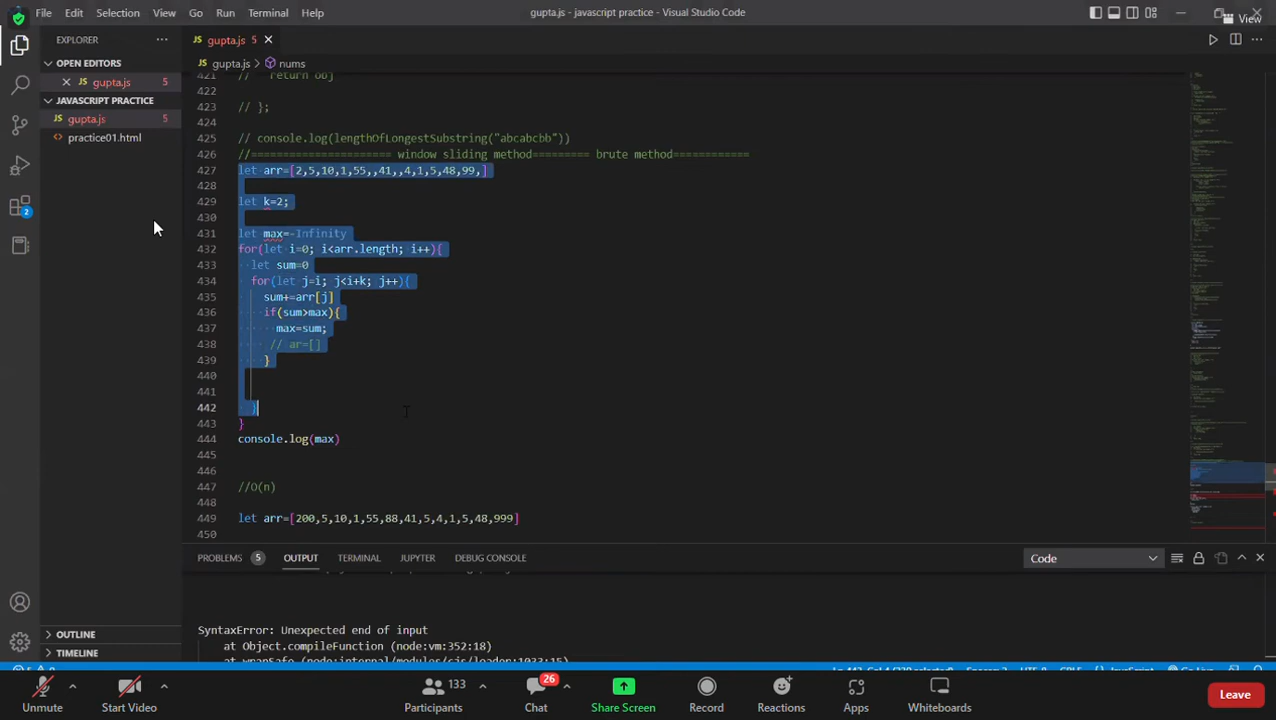 File Edit Selection View Go Run Terminal Help
gupta.js - javascript practice - Visual Studio Code
View
EXPLORER
gupta.js 5
OPEN EDITORS
gupta.js > nums
gupta.js 5
JAVASCRIPT PRACTICE
gupta.js 5
practice01.html
421 // return obj
422
423 // };
424
425 // console.log(lengthOfLongestSubstring("abcabcbb"))
426 //===================== window sliding method========= brute method============
427 let arr=[2,5,10,1,55,,41,,4,1,5,48,99,]
428
429 let k=2;
430
431 let max=-Infinity
432 for(let i=0; i<arr.length; i++){
433 let sum=0
434 for(let j=i; j<i+k; j++){
435 sum+=arr[j]
436 if(sum>max){
437 max=sum;
438 // ar=[]
439 }
440
441
442 }
443 }
444 console.log(max)
445
446
447 //O(n)
448
449 let arr=[200,5,10,1,55,88,41,5,4,1,5,48,999]
450
PROBLEMS 5 OUTPUT TERMINAL JUPYTER DEBUG CONSOLE
Code
SyntaxError: Unexpected end of input
at Object.compileFunction (node:vm:352:18)
at wrapSafe (node:internal/modules/cjs/loader:1033:15)
OUTLINE
TIMELINE
2
133
26
Unmute
Start Video
Participants
Chat
Share Screen
Record
Reactions
Apps
Whiteboards
Leave